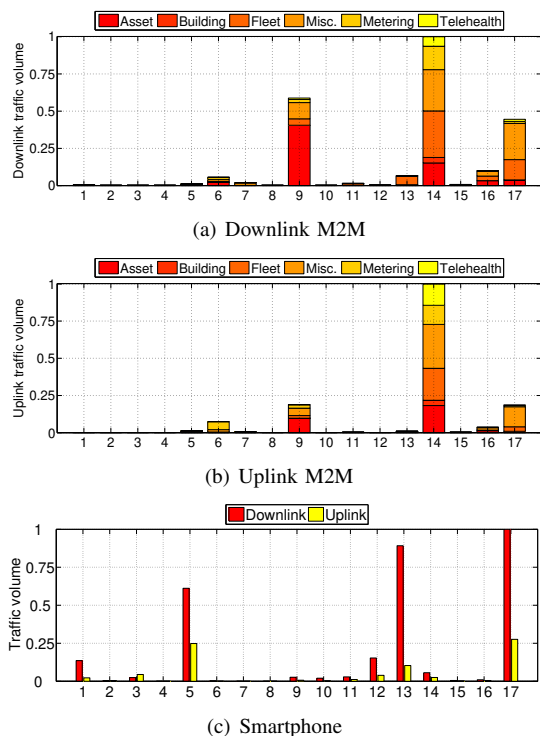 Asset Building Fleet Misc. Metering Telehealth
Downlink traffic volume
1
0.75
0.5
0.25
0
1 2 3 4 5 6 7 8 9 10 11 12 13 14 15 16 17
(a) Downlink M2M
Asset Building Fleet Misc. Metering Telehealth
Uplink traffic volume
1
0.75
0.5
0.25
0
1 2 3 4 5 6 7 8 9 10 11 12 13 14 15 16 17
(b) Uplink M2M
Downlink Uplink
Traffic volume
1
0.75
0.5
0.25
0
1 2 3 4 5 6 7 8 9 10 11 12 13 14 15 16 17
(c) Smartphone